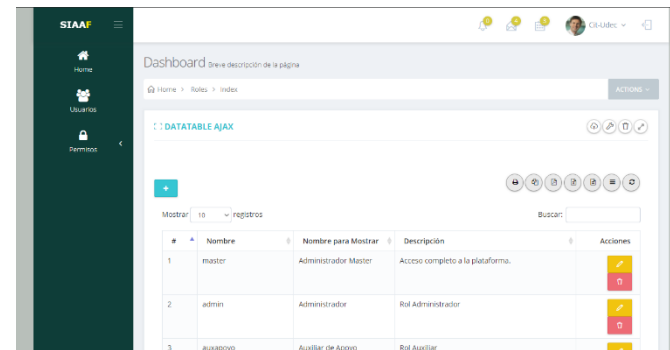 SIAAF
Cit-Udec
Home
Usuarios
Permisos
Dashboard Breve descripción de la página
Home > Roles > Index
ACTIONS
DATATABLE AJAX
+
Mostrar 10 registros
Buscar:
# Nombre Nombre para Mostrar Descripción Acciones
1 master Administrador Master Acceso completo a la plataforma.
2 admin Administrador Rol Administrador
3 auxapoyo Auxiliar de Apoyo Rol Auxiliar